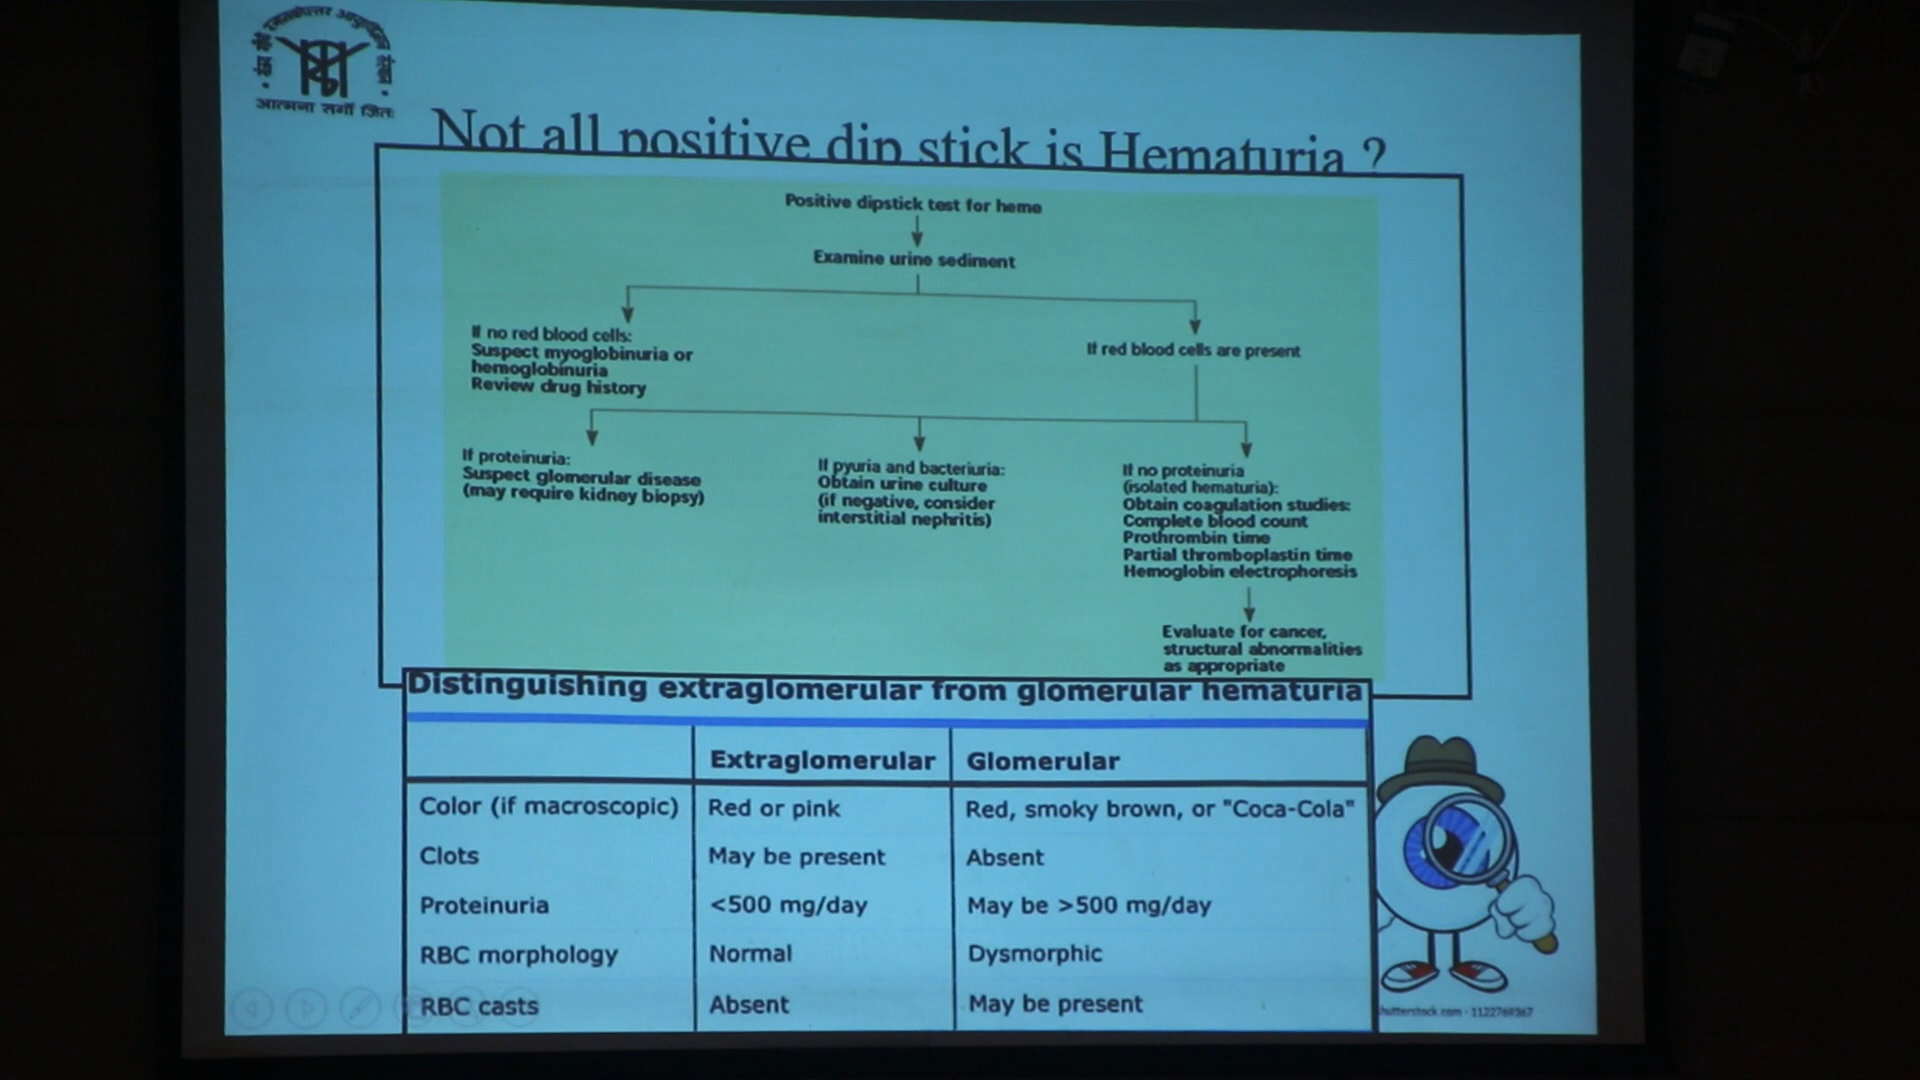 आत्मना सर्गो जितः
Not all positive dip stick is Hematuria ?
Positive dipstick test for heme
Examine urine sediment
If no red blood cells:
Suspect myoglobinuria or
hemoglobinuria
Review drug history
If red blood cells are present
If proteinuria:
Suspect glomerular disease
(may require kidney biopsy)
If pyuria and bacteriuria:
Obtain urine culture
(if negative, consider
interstitial nephritis)
If no proteinuria
(isolated hematuria):
Obtain coagulation studies:
Complete blood count
Prothrombin time
Partial thromboplastin time
Hemoglobin electrophoresis
Evaluate for cancer,
structural abnormalities
as appropriate
Distinguishing extraglomerular from glomerular hematuria
Extraglomerular Glomerular
Color (if macroscopic) Red or pink Red, smoky brown, or "Coca-Cola"
Clots May be present Absent
Proteinuria <500 mg/day May be >500 mg/day
RBC morphology Normal Dysmorphic
RBC casts Absent May be present